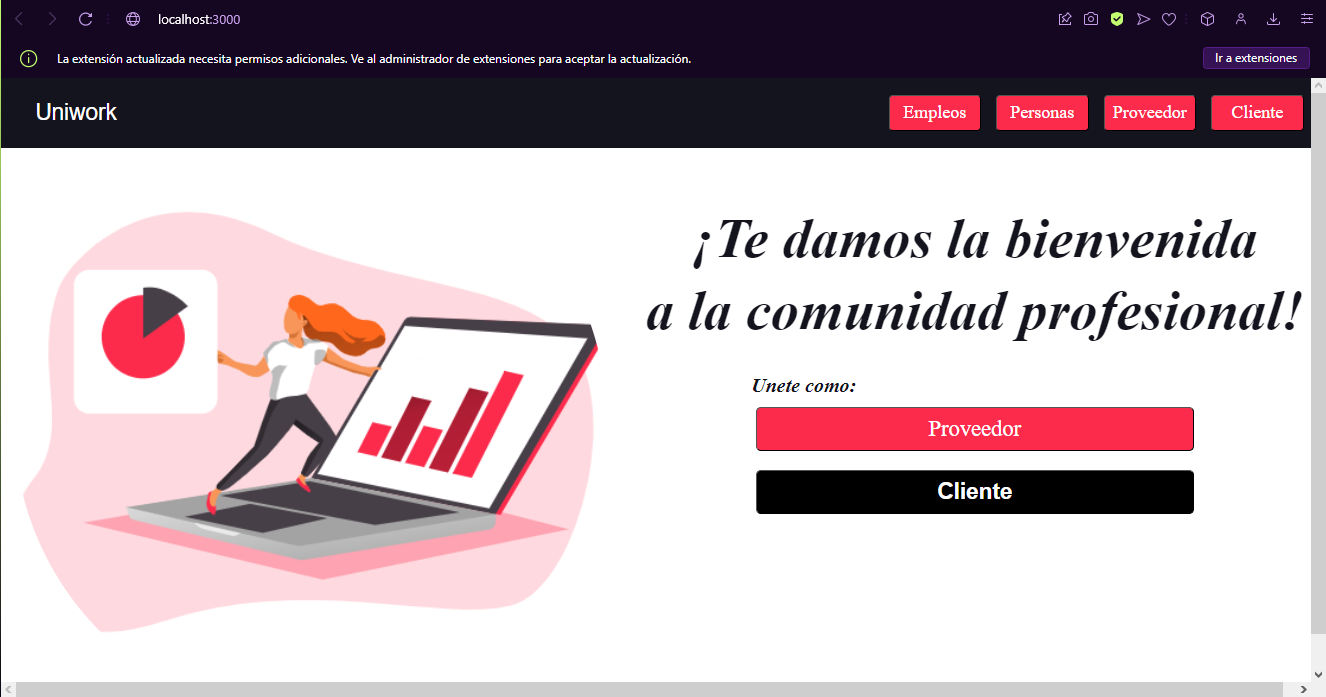 localhost:3000
La extensión actualizada necesita permisos adicionales. Ve al administrador de extensiones para aceptar la actualización.
Ir a extensiones
Uniwork
Empleos
Personas
Proveedor
Cliente
¡Te damos la bienvenida
a la comunidad profesional!
Unete como:
Proveedor
Cliente